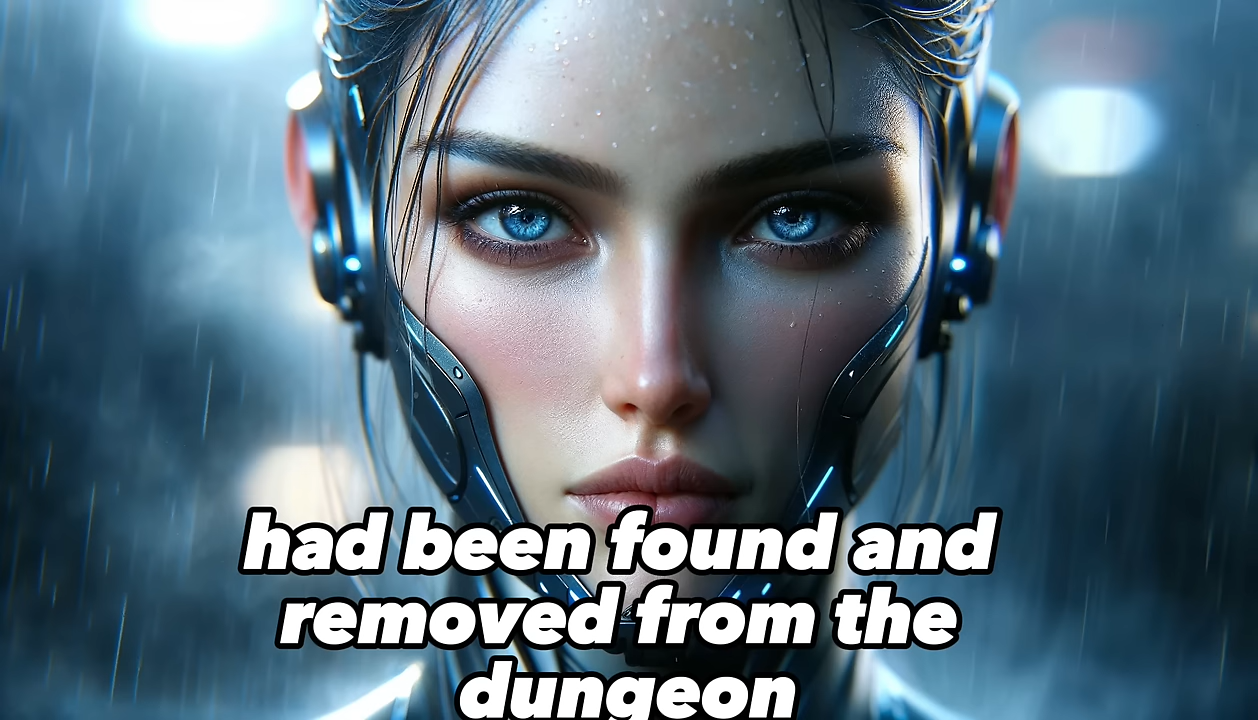 had been found and
removed from the
dungeon